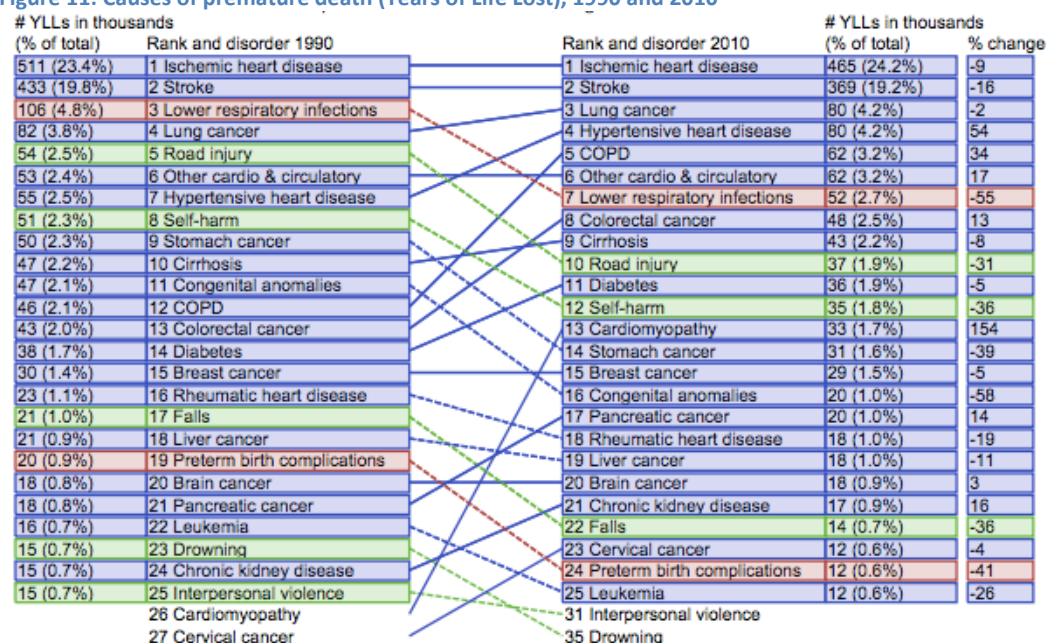 Figure 11: Causes of premature death (Years of Life Lost), 1990 and 2010
# YLLs in thousands # YLLs in thousands
(% of total) Rank and disorder 1990 Rank and disorder 2010 (% of total) % change
511 (23.4%) 1 Ischemic heart disease 1 Ischemic heart disease 465 (24.2%) -9
433 (19.8%) 2 Stroke 2 Stroke 369 (19.2%) -16
106 (4.8%) 3 Lower respiratory infections 3 Lung cancer 80 (4.2%) -2
82 (3.8%) 4 Lung cancer 4 Hypertensive heart disease 80 (4.2%) 54
54 (2.5%) 5 Road injury 5 COPD 62 (3.2%) 34
53 (2.4%) 6 Other cardio & circulatory 6 Other cardio & circulatory 62 (3.2%) 17
55 (2.5%) 7 Hypertensive heart disease 7 Lower respiratory infections 52 (2.7%) -55
51 (2.3%) 8 Self-harm 8 Colorectal cancer 48 (2.5%) 13
50 (2.3%) 9 Stomach cancer 9 Cirrhosis 43 (2.2%) -8
47 (2.2%) 10 Cirrhosis 10 Road injury 37 (1.9%) -31
47 (2.1%) 11 Congenital anomalies 11 Diabetes 36 (1.9%) -5
46 (2.1%) 12 COPD 12 Self-harm 35 (1.8%) -36
43 (2.0%) 13 Colorectal cancer 13 Cardiomyopathy 33 (1.7%) 154
38 (1.7%) 14 Diabetes 14 Stomach cancer 31 (1.6%) -39
30 (1.4%) 15 Breast cancer 15 Breast cancer 29 (1.5%) -5
23 (1.1%) 16 Rheumatic heart disease 16 Congenital anomalies 20 (1.0%) -58
21 (1.0%) 17 Falls 17 Pancreatic cancer 20 (1.0%) 14
21 (0.9%) 18 Liver cancer 18 Rheumatic heart disease 18 (1.0%) -19
20 (0.9%) 19 Preterm birth complications 19 Liver cancer 18 (1.0%) -11
18 (0.8%) 20 Brain cancer 20 Brain cancer 18 (0.9%) 3
18 (0.8%) 21 Pancreatic cancer 21 Chronic kidney disease 17 (0.9%) 16
16 (0.7%) 22 Leukemia 22 Falls 14 (0.7%) -36
15 (0.7%) 23 Drowning 23 Cervical cancer 12 (0.6%) -4
15 (0.7%) 24 Chronic kidney disease 24 Preterm birth complications 12 (0.6%) -41
15 (0.7%) 25 Interpersonal violence 25 Leukemia 12 (0.6%) -26
26 Cardiomyopathy 31 Interpersonal violence
27 Cervical cancer 35 Drowning